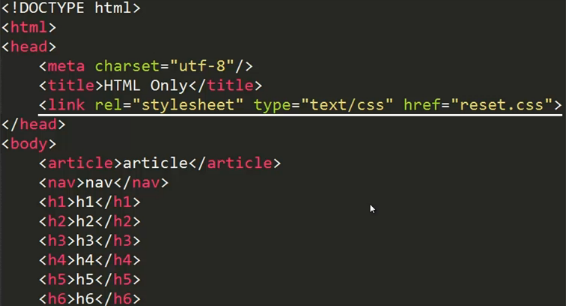 <!DOCTYPE html>
<html>
<head>
<meta charset="utf-8"/>
<title>HTML Only</title>
<link rel="stylesheet" type="text/css" href="reset.css">
</head>
<body>
<article>article</article>
<nav>nav</nav>
<h1>h1</h1>
<h2>h2</h2>
<h3>h3</h3>
<h4>h4</h4>
<h5>h5</h5>
<h6>h6</h6>